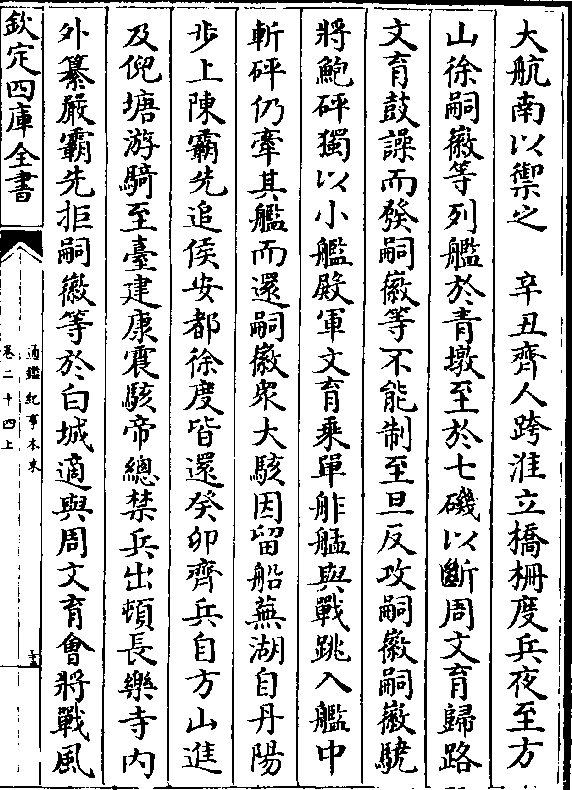 大航南以禦之　辛丑齊人跨淮立橋柵度兵夜至方
山徐嗣徽等列艦於青墩至於七磯以斷周文育歸路
文育鼓譟而發嗣徽等不能制至旦反攻嗣徽嗣徽驍
將鮑砰獨以小艦殿軍文育乘單舴艋與戰跳入艦中
斬砰仍牽其艦而還嗣徽衆大駭因留船蕪湖自丹陽
步上陳霸先追侯安都徐度皆還癸卯齊兵自方山進
及倪塘游騎至臺建康震駭帝總禁兵出頓長樂寺内
外纂嚴霸先拒嗣徽等於白城適與周文育會將戰風
欽定四庫全書
通鑑紀事本末
卷二十四上